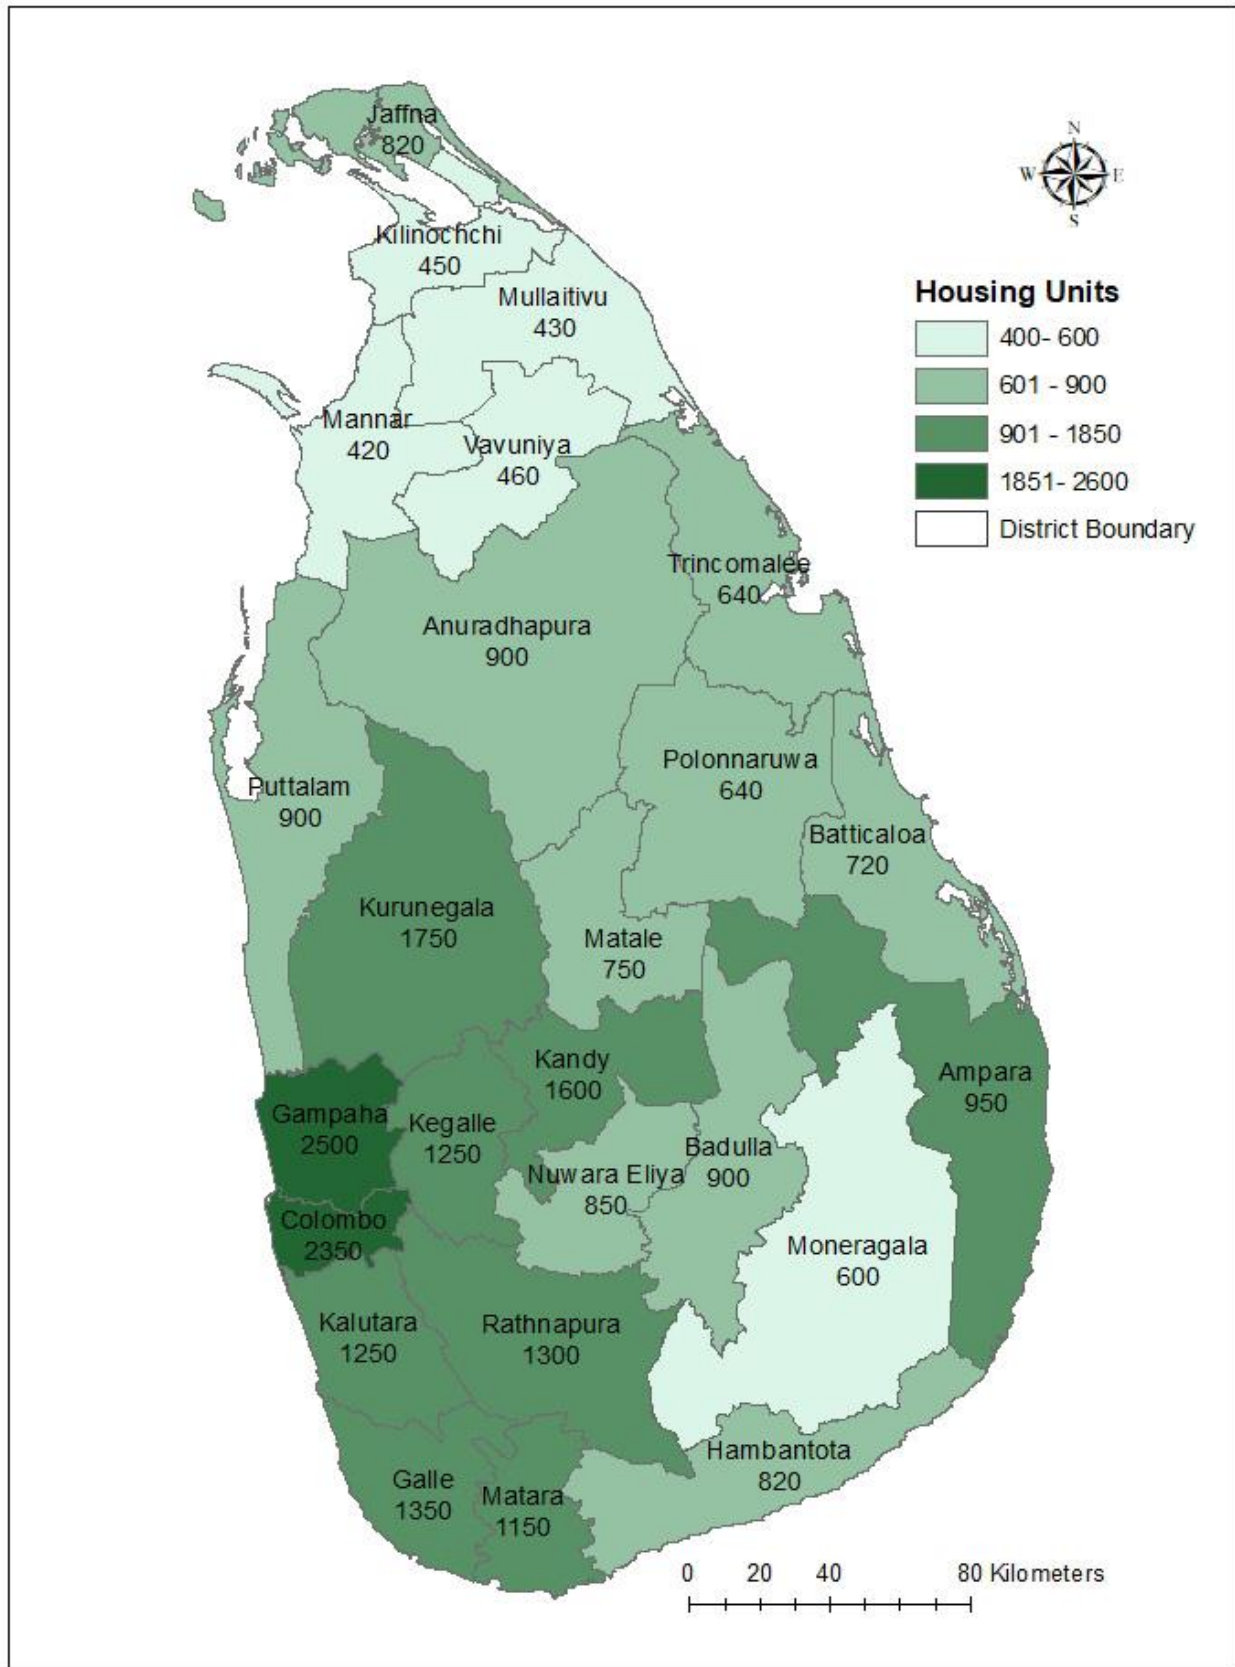 N
W E
S
Jaffna
820
Kilinochchi
450
Mullaitivu
430
Mannar
420
Vavuniya
460
Housing Units
400- 600
601 - 900
901 - 1850
1851- 2600
District Boundary
Trincomalee
640
Anuradhapura
900
Puttalam
900
Polonnaruwa
640
Batticaloa
720
Kurunegala
1750
Matale
750
Kandy
1600
Ampara
950
Gampaha
2500
Kegalle
1250
Nuwara Eliya
850
Badulla
900
Colombo
2350
Moneragala
600
Kalutara
1250
Rathnapura
1300
Hambantota
820
Galle
1350
Matara
1150
0 20 40 80 Kilometers